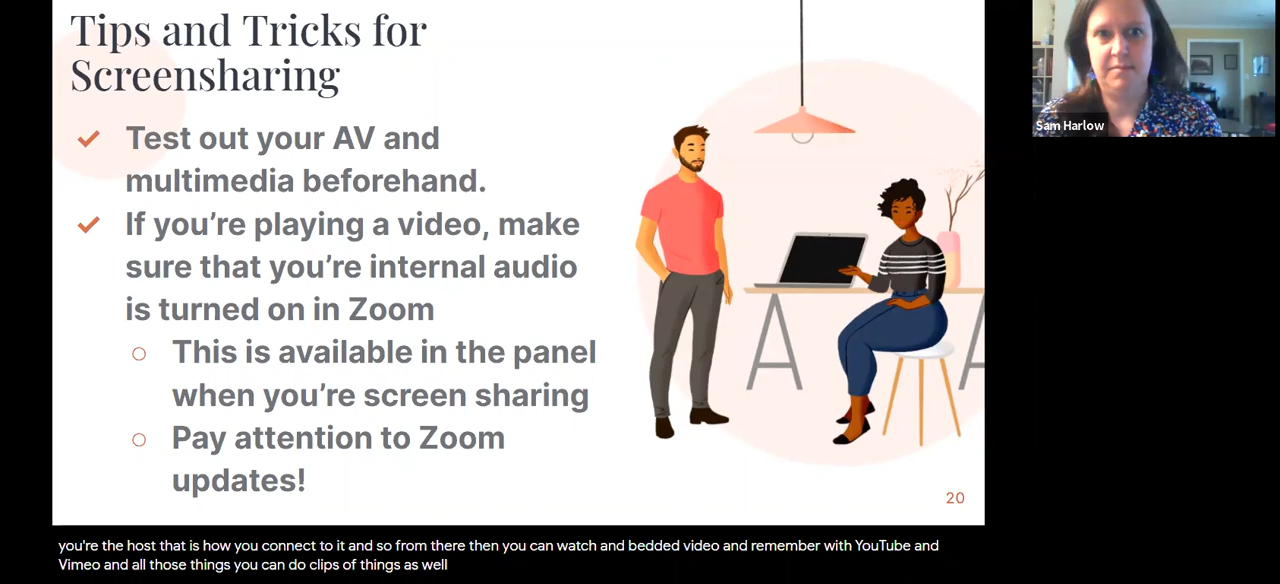 Tips and Tricks for
Screensharing
Test out your AV and
multimedia beforehand.
If you’re playing a video, make
sure that you’re internal audio
is turned on in Zoom
This is available in the panel
when you’re screen sharing
Pay attention to Zoom
updates!
20
Sam Harlow
you're the host that is how you connect to it and so from there then you can watch and bedded video and remember with YouTube and
Vimeo and all those things you can do clips of things as well